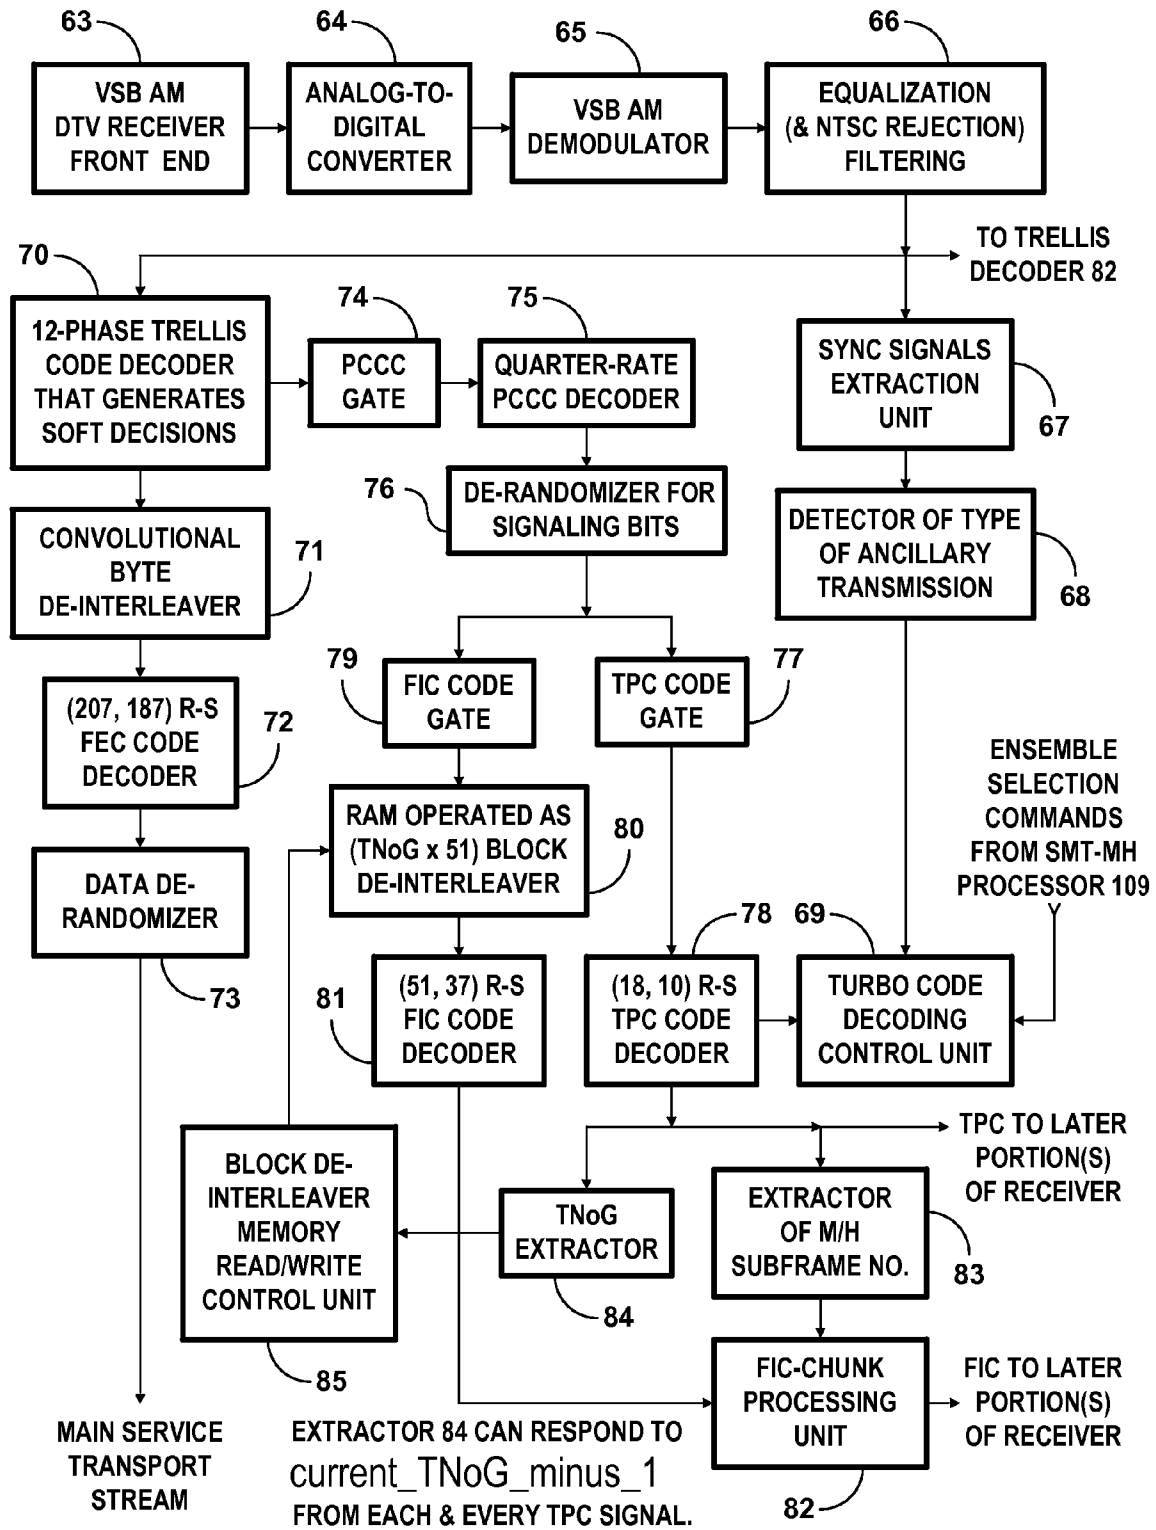 63
64
65
66
VSB AM
DTV RECEIVER
FRONT END
ANALOG-TO-
DIGITAL
CONVERTER
VSB AM
DEMODULATOR
EQUALIZATION
(& NTSC REJECTION)
FILTERING
TO TRELLIS
DECODER 82
70
74
75
12-PHASE TRELLIS
CODE DECODER
THAT GENERATES
SOFT DECISIONS
PCCC
GATE
QUARTER-RATE
PCCC DECODER
SYNC SIGNALS
EXTRACTION
UNIT
67
76
DE-RANDOMIZER FOR
SIGNALING BITS
CONVOLUTIONAL
BYTE
DE-INTERLEAVER
71
DETECTOR OF TYPE
OF ANCILLARY
TRANSMISSION
68
79
FIC CODE
GATE
TPC CODE
GATE
77
(207, 187) R-S
FEC CODE
DECODER
72
RAM OPERATED AS
(TNoG x 51) BLOCK
DE-INTERLEAVER
80
ENSEMBLE
SELECTION
COMMANDS
FROM SMT-MH
PROCESSOR 109
DATA DE-
RANDOMIZER
73
81
(51, 37) R-S
FIC CODE
DECODER
78
(18, 10) R-S
TPC CODE
DECODER
69
TURBO CODE
DECODING
CONTROL UNIT
BLOCK DE-
INTERLEAVER
MEMORY
READ/WRITE
CONTROL UNIT
85
TNoG
EXTRACTOR
84
EXTRACTOR
OF M/H
SUBFRAME NO.
83
TPC TO LATER
PORTION(S)
OF RECEIVER
FIC-CHUNK
PROCESSING
UNIT
82
FIC TO LATER
PORTION(S)
OF RECEIVER
MAIN SERVICE
TRANSPORT
STREAM
EXTRACTOR 84 CAN RESPOND TO
current_TNoG_minus_1
FROM EACH & EVERY TPC SIGNAL.